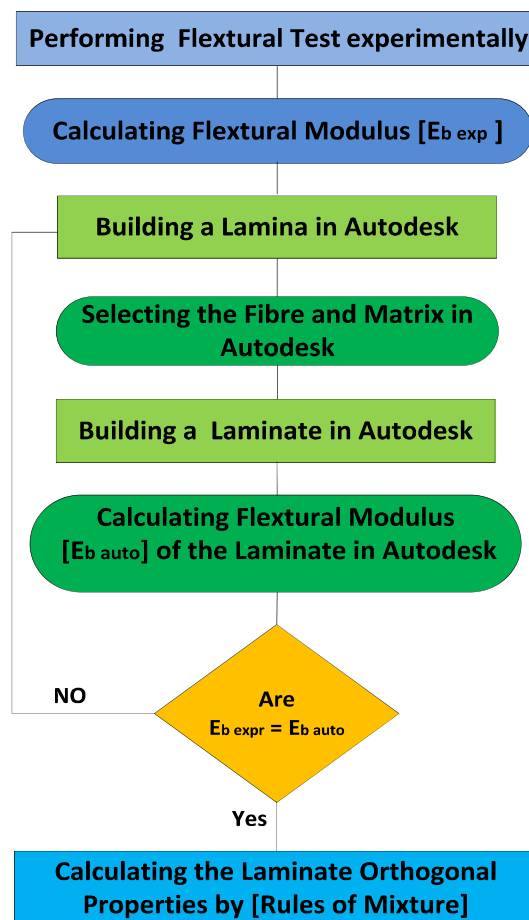 Performing Flextural Test experimentally
Calculating Flextural Modulus [Eb exp ]
Building a Lamina in Autodesk
Selecting the Fibre and Matrix in
Autodesk
Building a Laminate in Autodesk
Calculating Flextural Modulus
[Eb auto] of the Laminate in Autodesk
NO
Are
Eb expr = Eb auto
Yes
Calculating the Laminate Orthogonal
Properties by [Rules of Mixture]